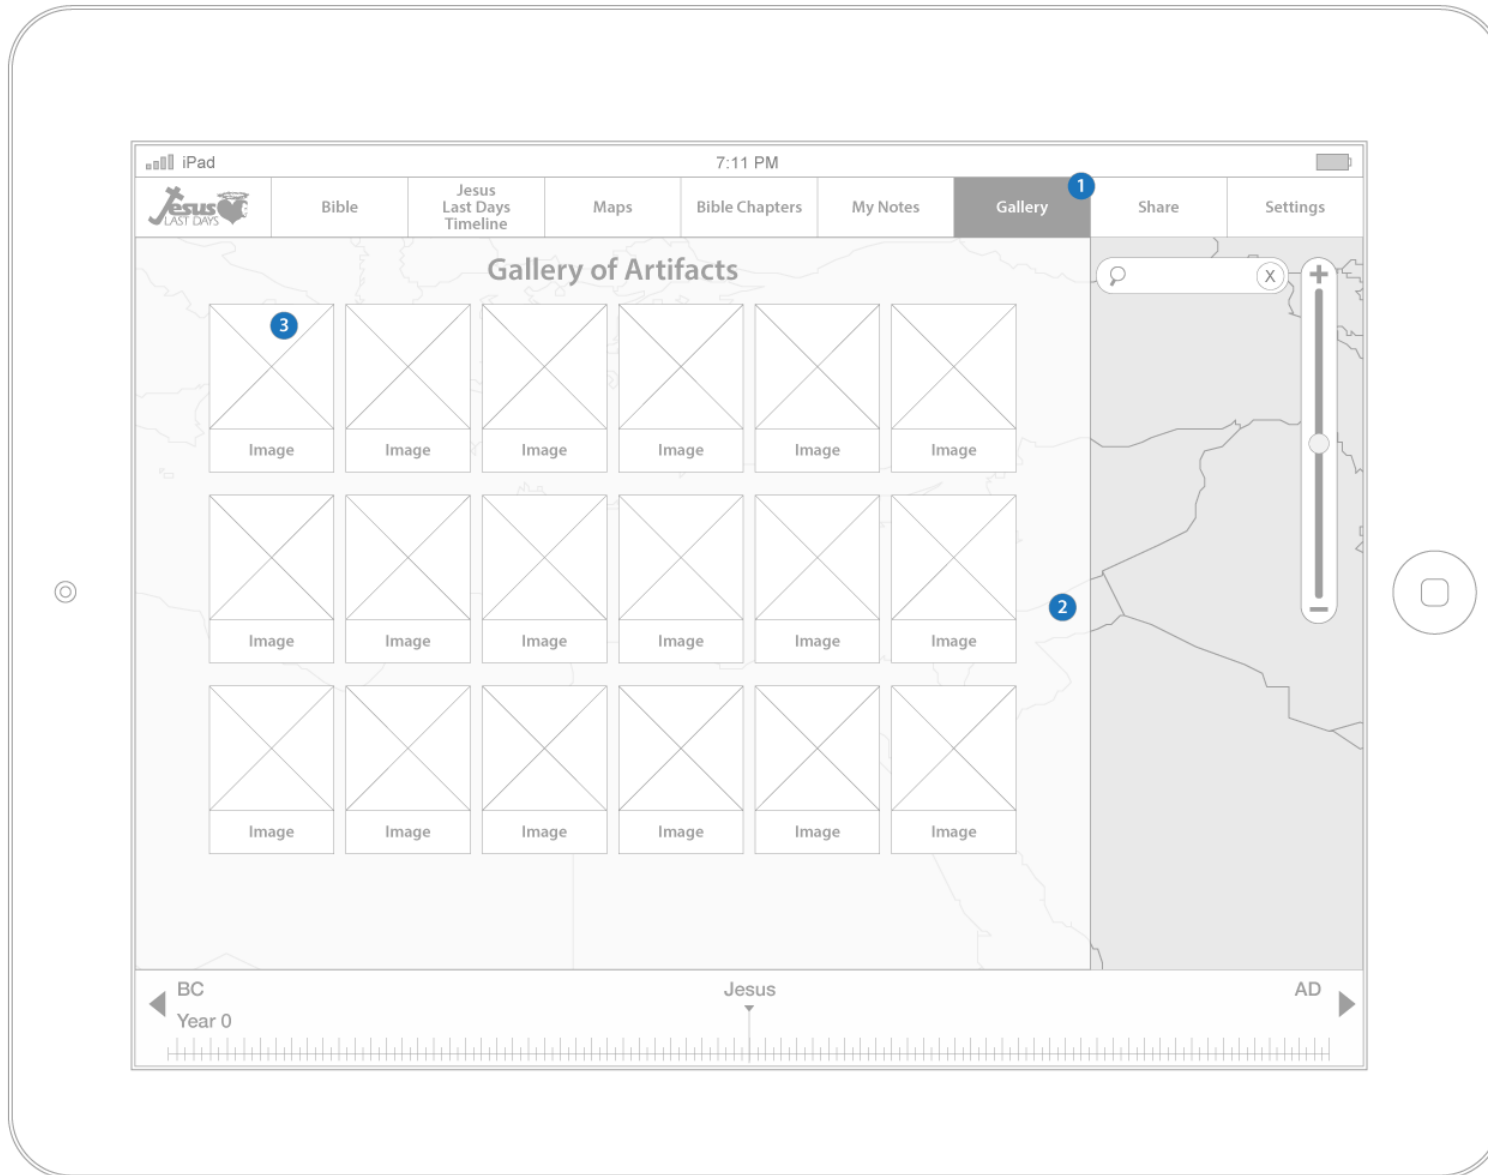 iPad
7:11 PM
Jesus
LAST DAYS
Bible
Jesus
Last Days
Timeline
Maps
Bible Chapters
My Notes
Gallery
1
Share
Settings
Gallery of Artifacts
X
+
3
Image Image Image Image Image Image
2
Image Image Image Image Image Image
Image Image Image Image Image Image
BC
Jesus
AD
Year 0